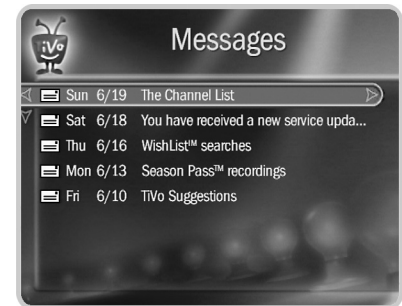 TiVo
Messages
Sun 6/19 The Channel List
Sat 6/18 You have received a new service upda...
Thu 6/16 WishList™ searches
Mon 6/13 Season Pass™ recordings
Fri 6/10 TiVo Suggestions